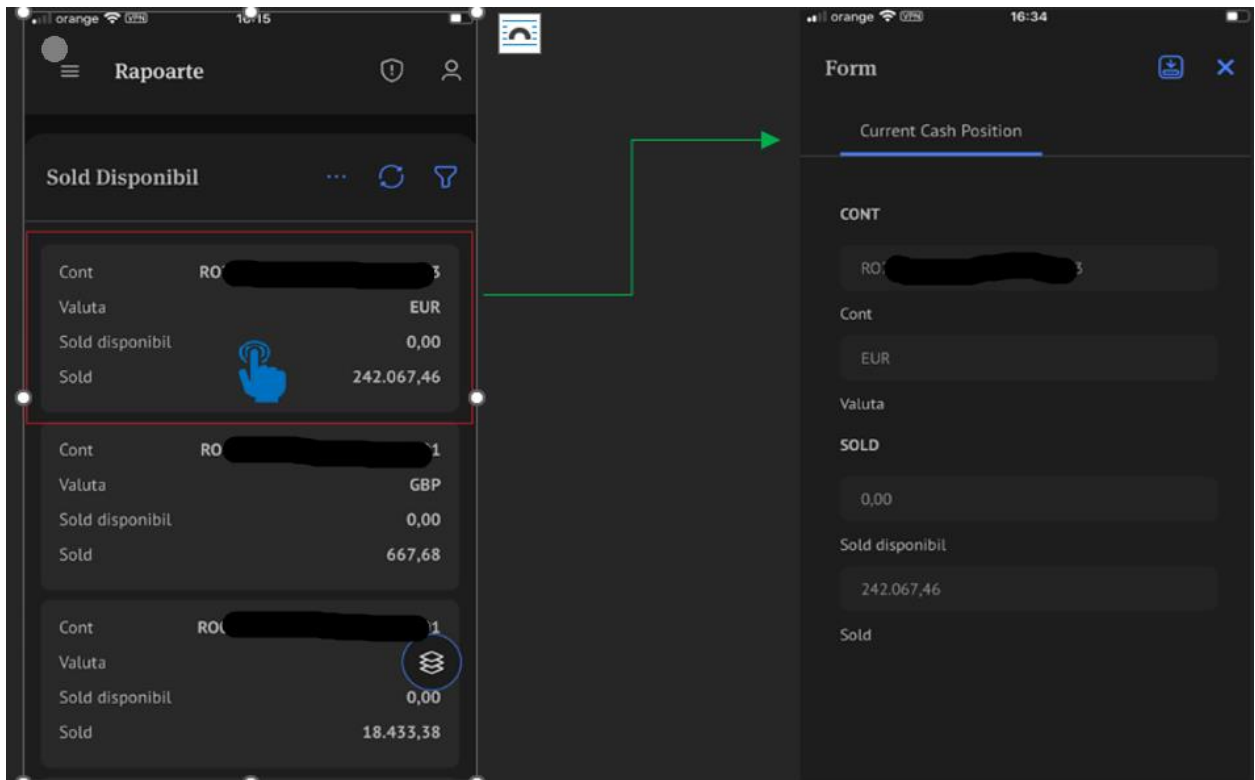 orange VPN 16:15
Rapoarte
Sold Disponibil
Cont RO 3
Valuta EUR
Sold disponibil 0,00
Sold 242.067,46
Cont RO 1
Valuta GBP
Sold disponibil 0,00
Sold 667,68
Cont RO 1
Valuta
Sold disponibil 0,00
Sold 18.433,38
orange VPN 16:34
Form
Current Cash Position
CONT
RO 3
Cont
EUR
Valuta
SOLD
0,00
Sold disponibil
242.067,46
Sold